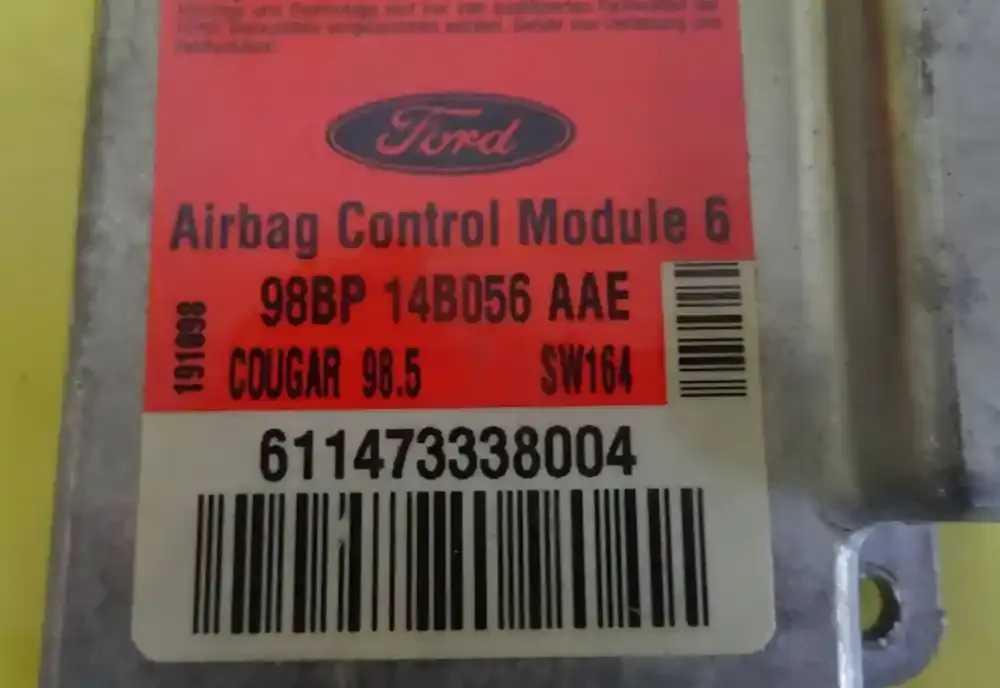 Ford
Airbag Control Module 6
98BP 14B056 AAE
191098
COUGAR 98.5 SW164
611473338004